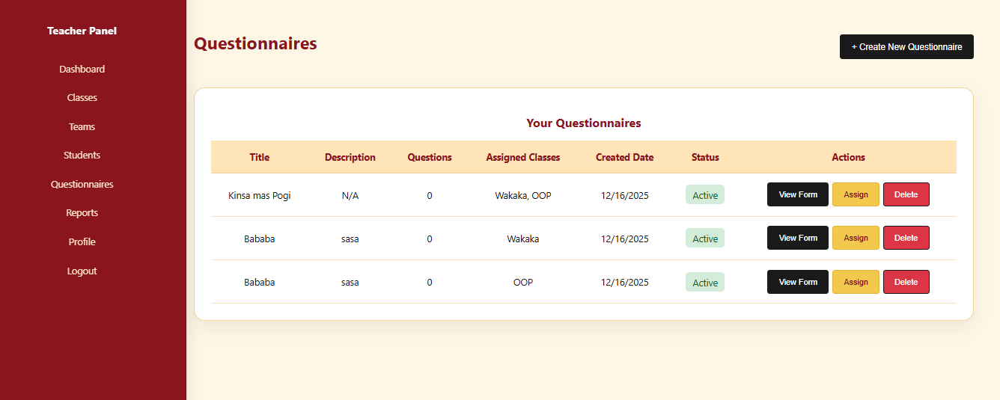 Teacher Panel
Dashboard
Classes
Teams
Students
Questionnaires
Reports
Profile
Logout
Questionnaires
+ Create New Questionnaire
Your Questionnaires
Title Description Questions Assigned Classes Created Date Status Actions
Kinsa mas Pogi N/A 0 Wakaka, OOP 12/16/2025 Active View Form Assign Delete
Bababa sasa 0 Wakaka 12/16/2025 Active View Form Assign Delete
Bababa sasa 0 OOP 12/16/2025 Active View Form Assign Delete